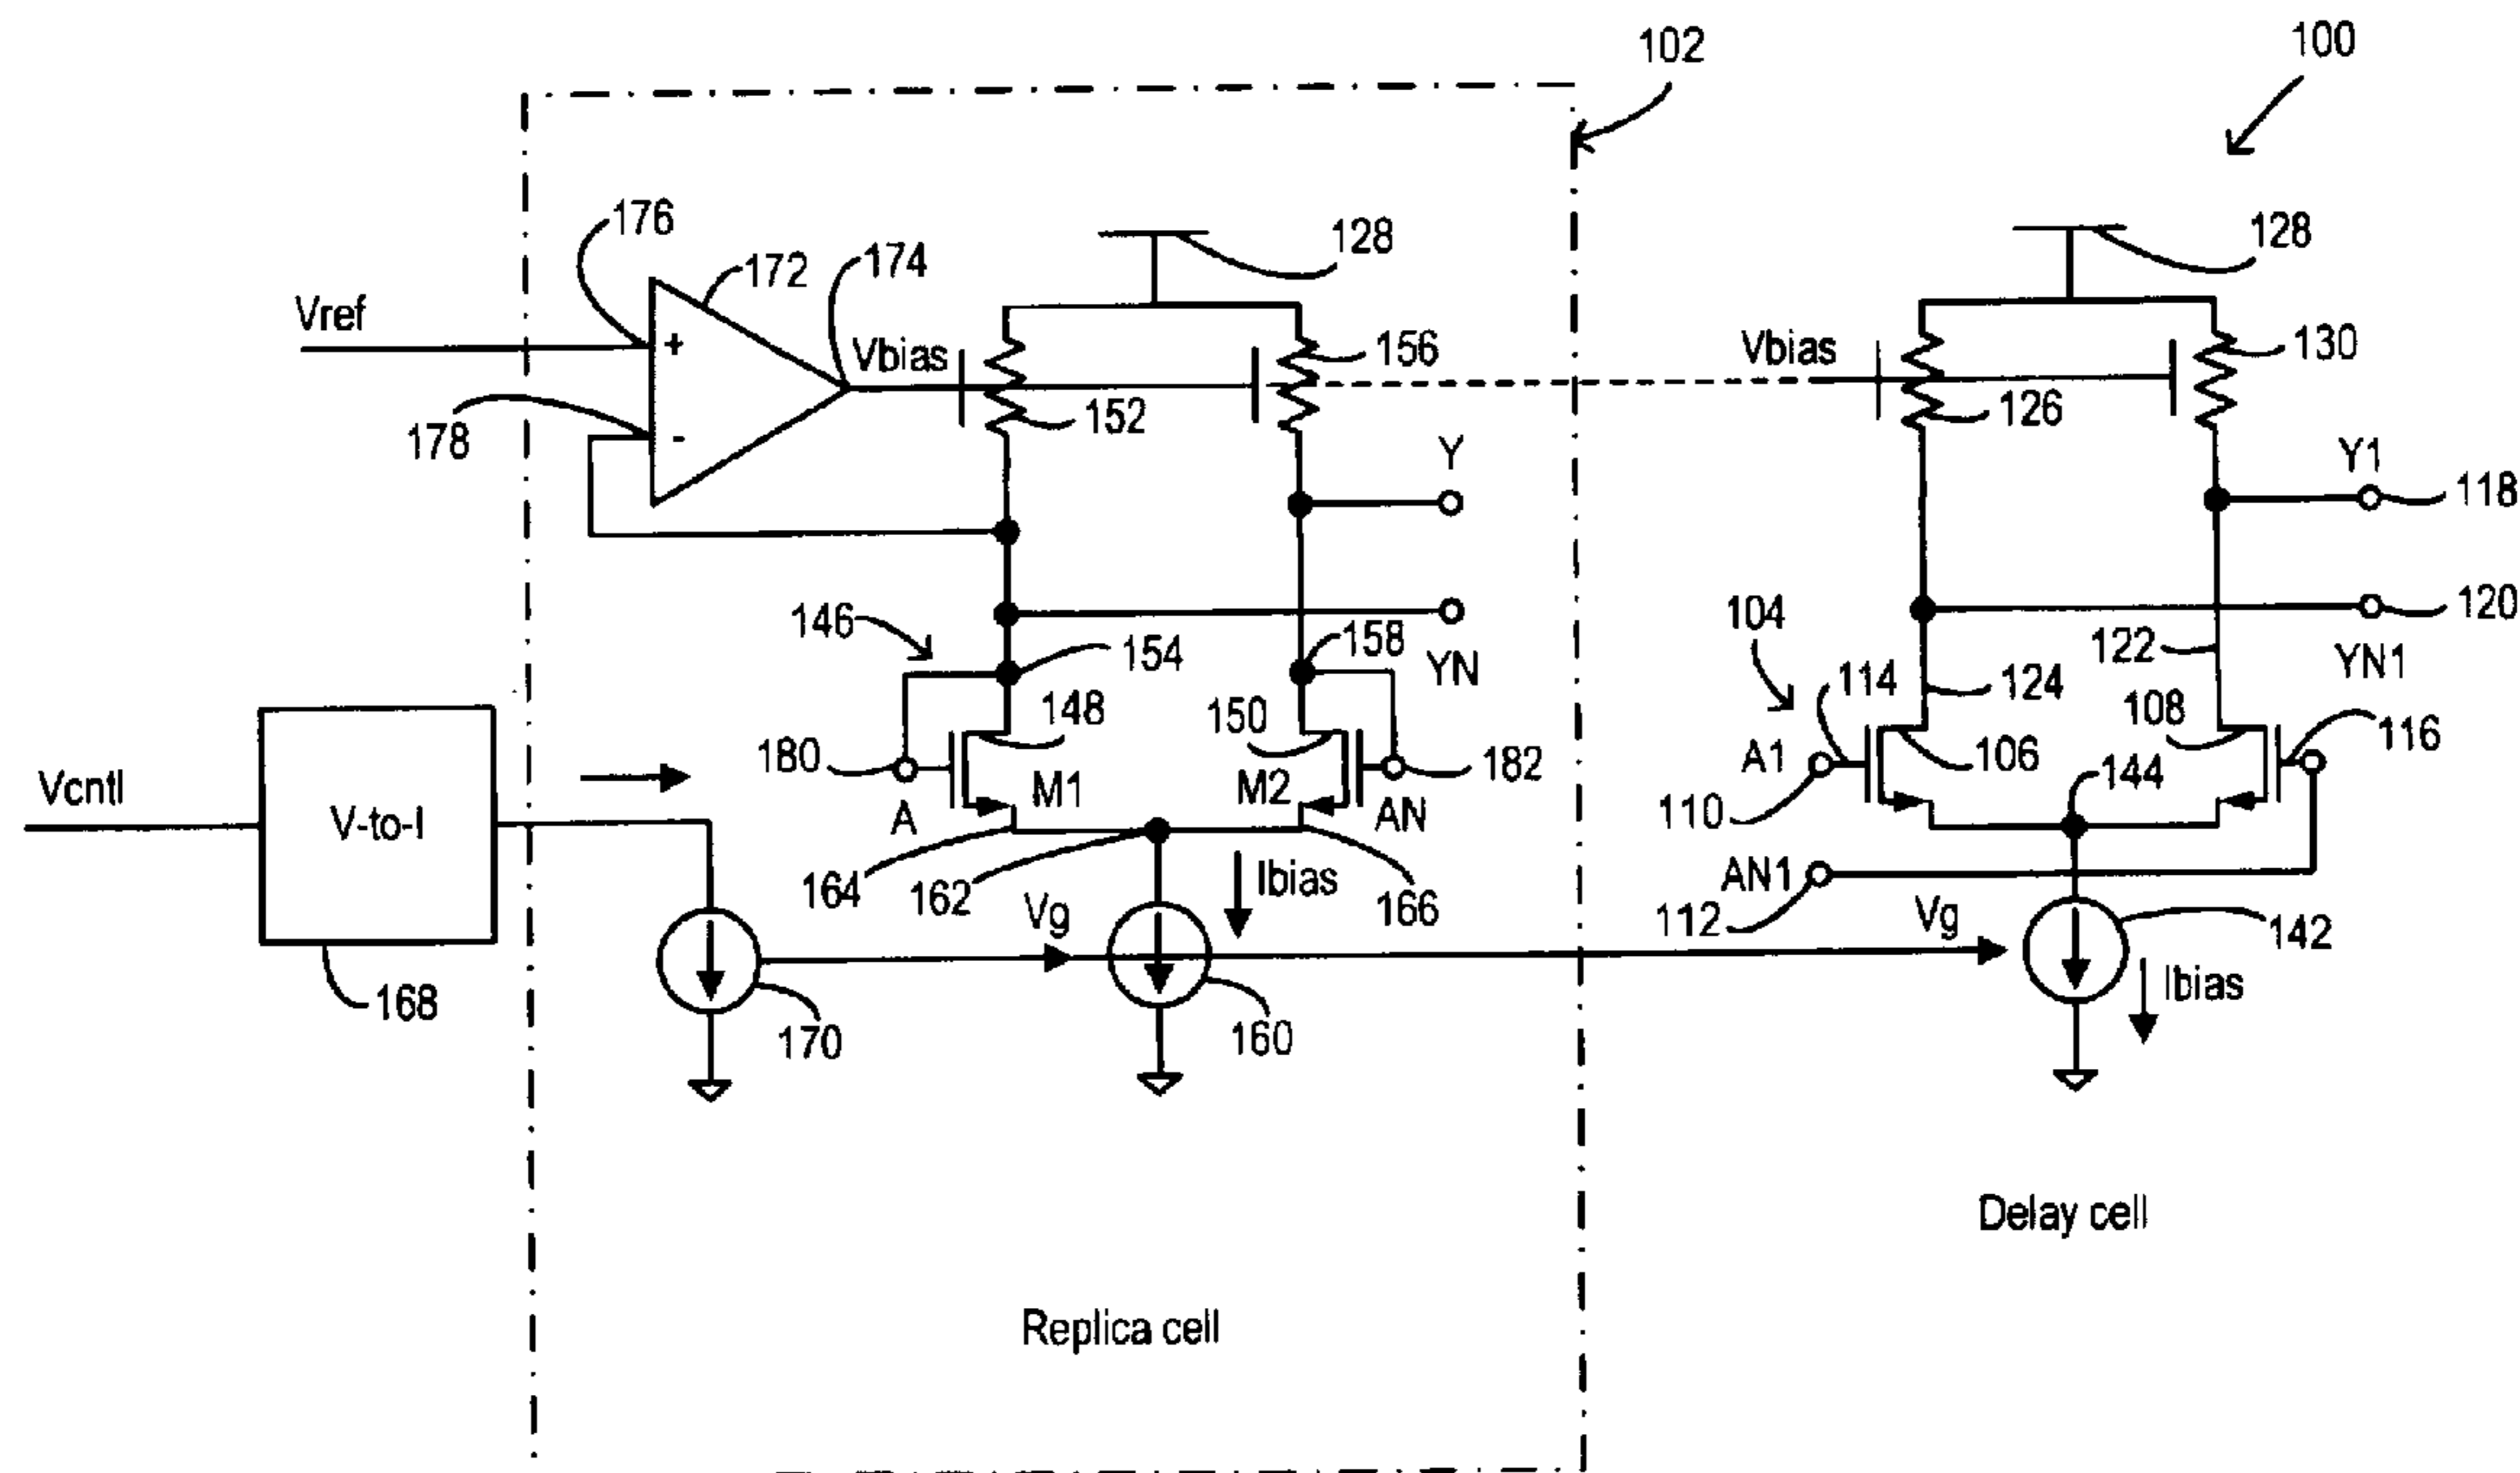 100
102
176
172
174
128
128
Vref
+
Vbias
156
Vbias
130
178
-
152
126
Y
Y1
118
146
154
158
YN
104
122
120
YN1
114
124
148
150
108
116
180
182
A1
106
144
Vcntl
V-to-I
A
M1
M2
AN
110
164
162
Ibias
166
AN1
112
Vg
Vg
142
168
170
160
Ibias
Delay cell
Replica cell